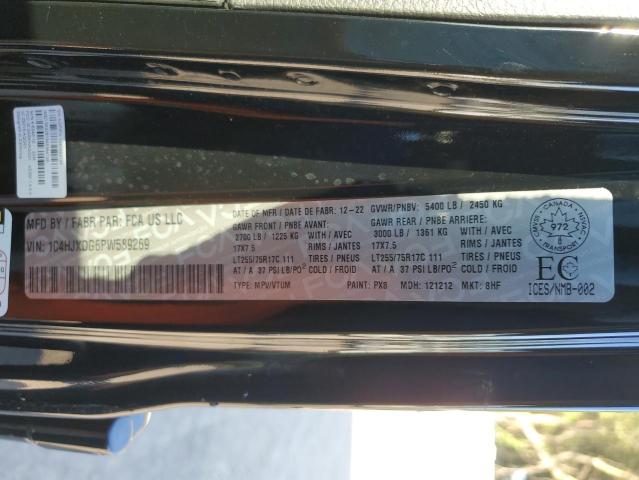 MFD BY / FABR PAR: FCA US LLC
DATE OF MFR / DATE DE FABR: 12-22
GVWR/PNBV: 5400 LB / 2450 KG
GAWR FRONT / PNBE AVANT:
2700 LB / 1225 KG WITH / AVEC
17X7.5 RIMS / JANTES
LT255/75R17C 111 TIRES / PNEUS
AT / A 37 PSI LB/PO² COLD / A FROID
GAWR REAR / PNBE ARRIERE:
3000 LB / 1361 KG WITH / AVEC
17X7.5 RIMS / JANTES
LT255/75R17C 111 TIRES / PNEUS
AT / A 37 PSI LB/PO² COLD / A FROID
VIN: 1C4HJXDG6PW589269
TYPE: MPV/VTUM PAINT: PX8 MDH: 121212 MKT: 8HF
CMVSS CANADA NSVAC
972
EC
ICES/NMB-002